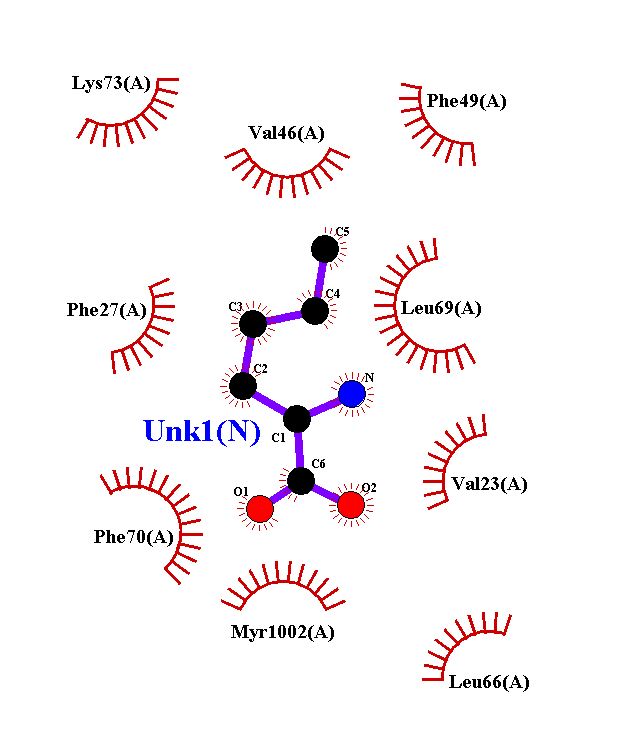 Lys73(A)
Phe49(A)
Val46(A)
C5
C4
C3
Phe27(A)
Leu69(A)
C2
N
Unk1(N)
C1
C6
Val23(A)
O1
O2
Phe70(A)
Myr1002(A)
Leu66(A)